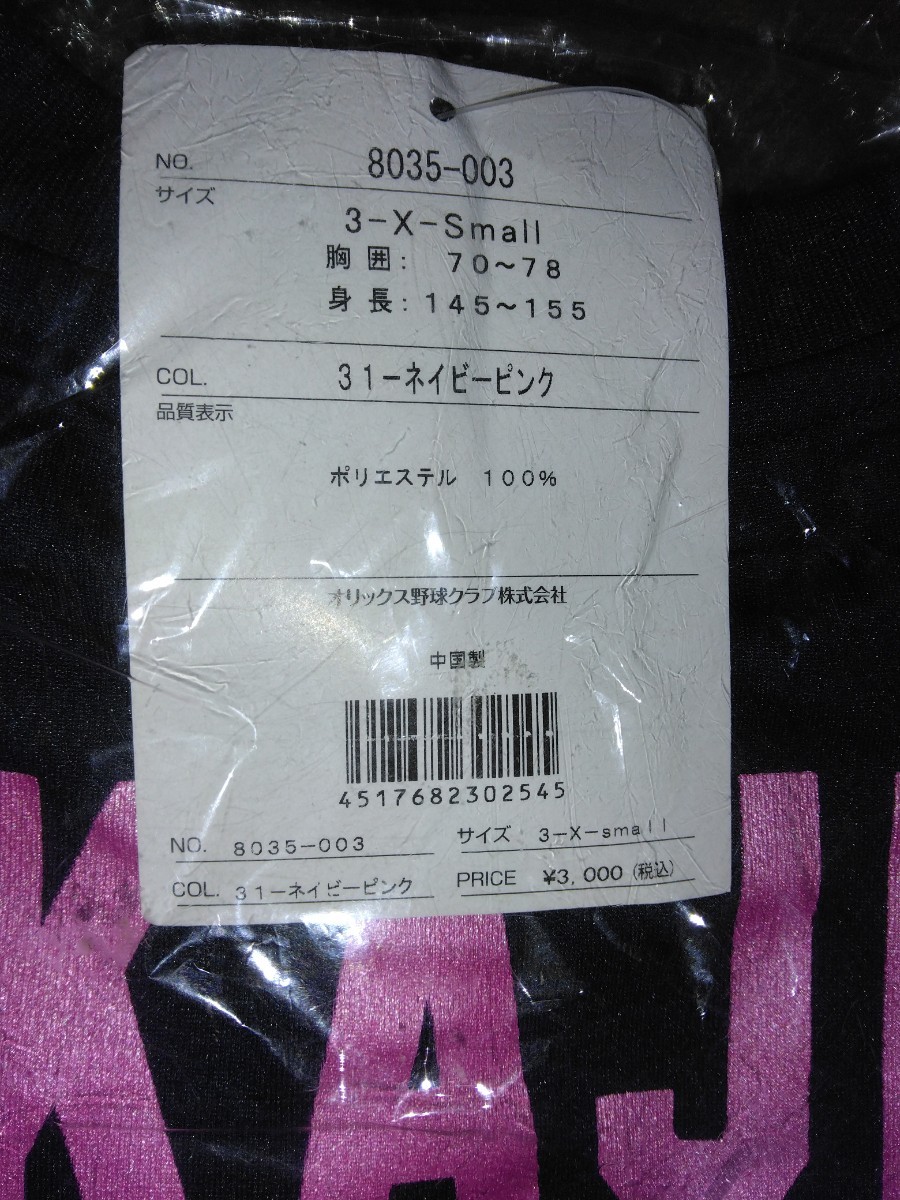 NO. 8035-003
サイズ
3-X-Small
胸囲: 70~78
身長: 145~155
COL. 31-ネイビーピンク
品質表示
ポリエステル 100%
オリックス野球クラブ株式会社
中国製
4517682302545
NO. 8035-003 サイズ 3-X-small
COL. 31-ネイビーピンク PRICE ¥3,000(税込)
KAJ